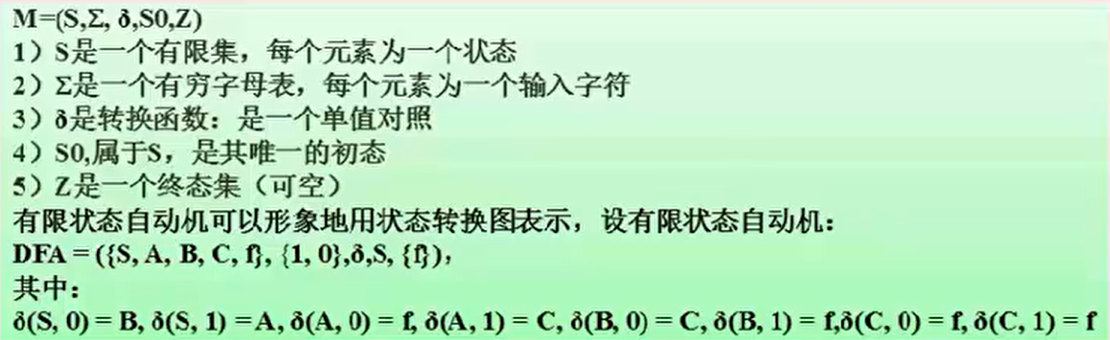 M=(S,Σ, δ,S0,Z)
1）S是一个有限集，每个元素为一个状态
2）Σ是一个有穷字母表，每个元素为一个输入字符
3）δ是转换函数：是一个单值对照
4）S0,属于S，是其唯一的初态
5）Z是一个终态集（可空）
有限状态自动机可以形象地用状态转换图表示，设有限状态自动机：
DFA = ({S, A, B, C, f}, {1, 0},δ,S, {f})，
其中：
δ(S, 0) = B, δ(S, 1) =A, δ(A, 0) = f, δ(A, 1) = C, δ(B, 0) = C, δ(B, 1) = f,δ(C, 0) = f, δ(C, 1) = f